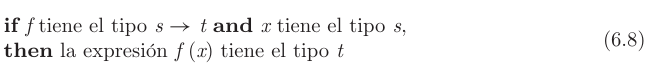 if f tiene el tipo s → t and x tiene el tipo s,
then la expresión f (x) tiene el tipo t
(6.8)